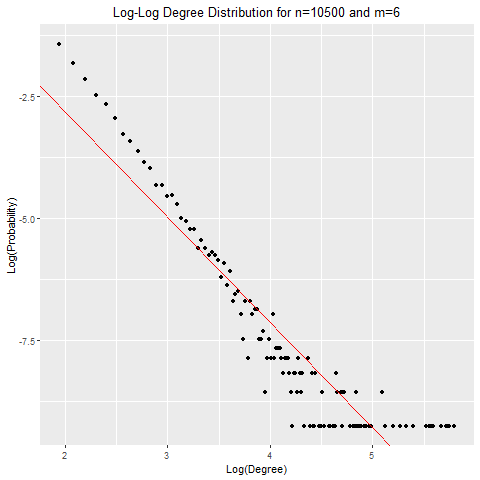 Log-Log Degree Distribution for n=10500 and m=6
Log(Probability)
-2.5
-5.0
-7.5
2 3 4 5
Log(Degree)